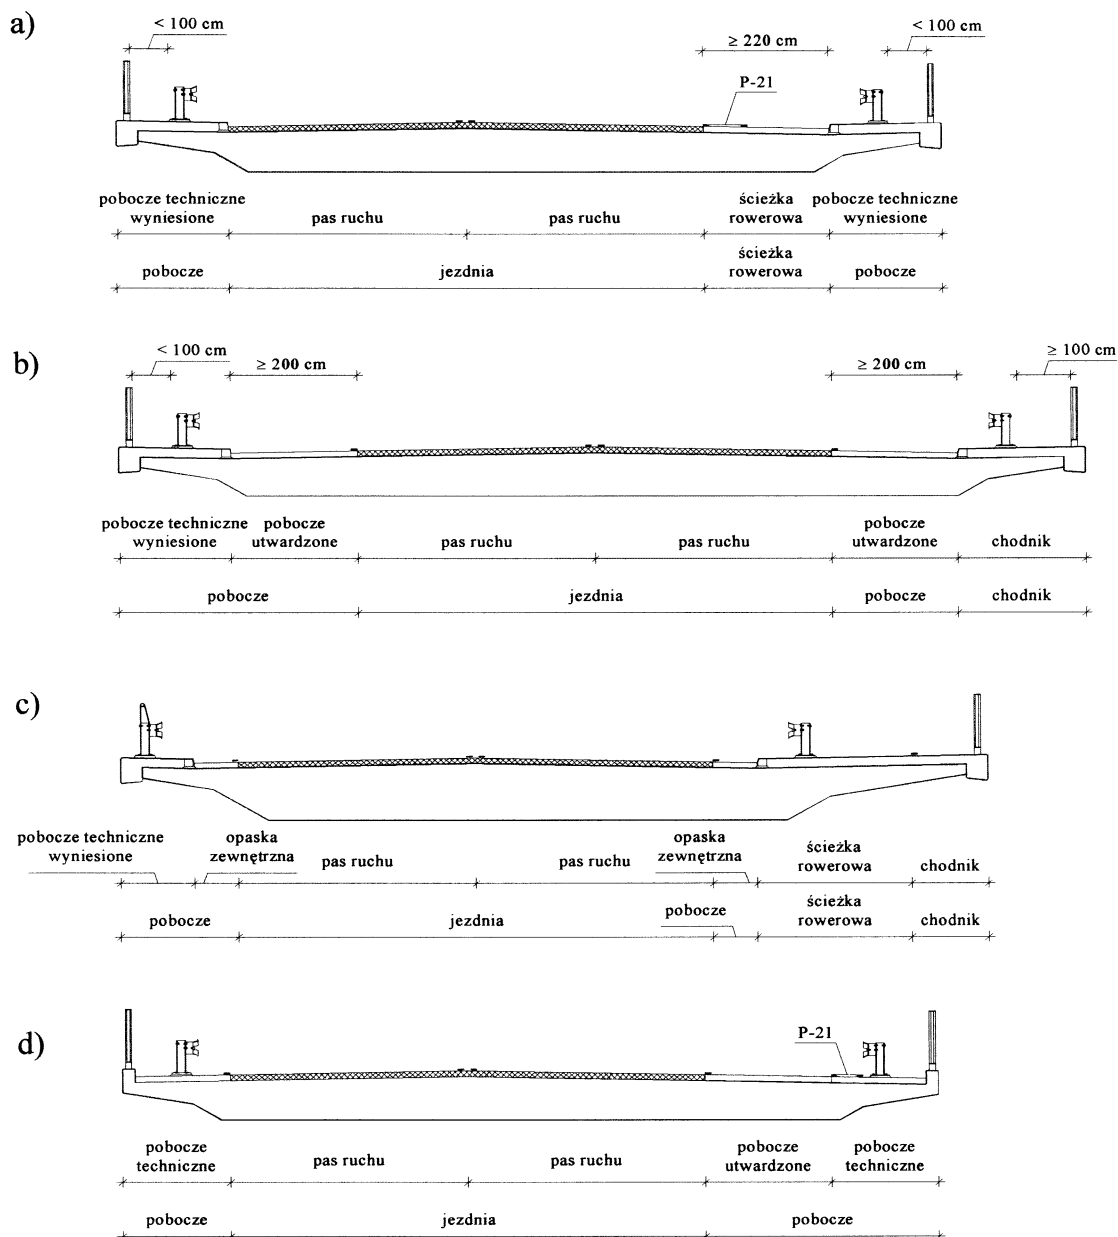 a)
< 100 cm
≥ 220 cm
< 100 cm
P-21
pobocze techniczne
wyniesione
pas ruchu
pas ruchu
ścieżka
rowerowa
pobocze techniczne
wyniesione
pobocze
jezdnia
ścieżka
rowerowa
pobocze
b)
< 100 cm
≥ 200 cm
≥ 200 cm
≥ 100 cm
pobocze techniczne
wyniesione
pobocze
utwardzone
pas ruchu
pas ruchu
pobocze
utwardzone
chodnik
pobocze
jezdnia
pobocze
chodnik
c)
pobocze techniczne
wyniesione
opaska
zewnętrzna
pas ruchu
pas ruchu
opaska
zewnętrzna
ścieżka
rowerowa
chodnik
pobocze
jezdnia
pobocze
ścieżka
rowerowa
chodnik
d)
P-21
pobocze
techniczne
pas ruchu
pas ruchu
pobocze
utwardzone
pobocze
techniczne
pobocze
jezdnia
pobocze